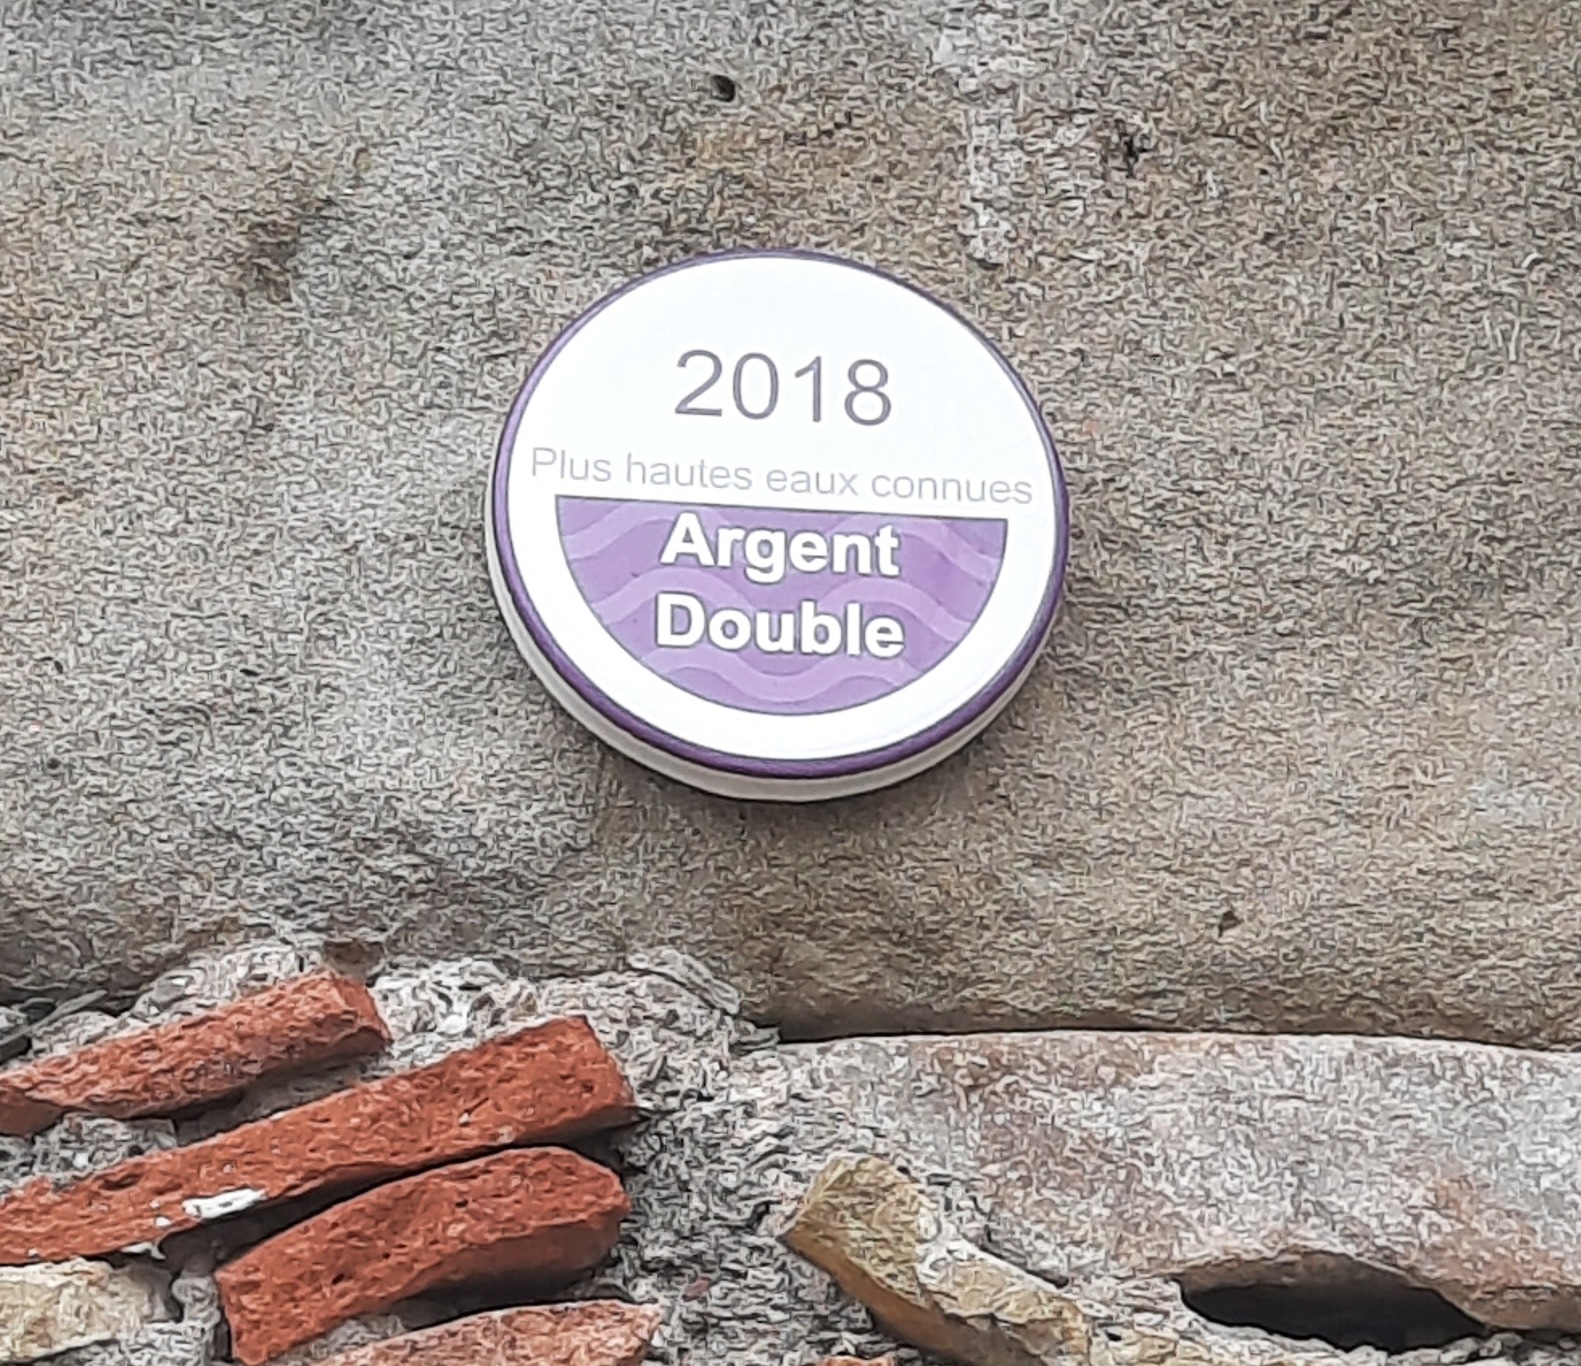 2018
Plus hautes eaux connues
Argent
Double